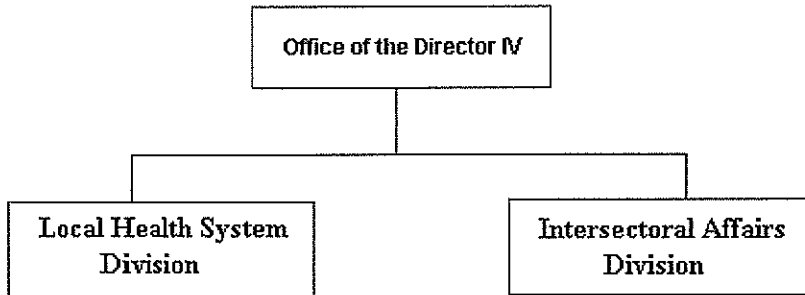 Office of the Director IV
Local Health System
Division
Intersectoral Affairs
Division